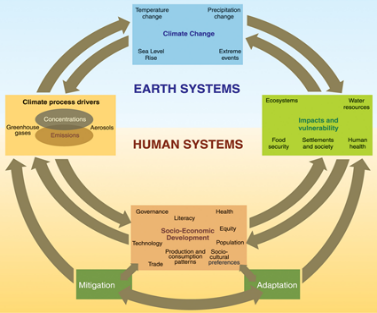 Temperature change
Precipitation change
Climate Change
Sea Level Rise
Extreme events
EARTH SYSTEMS
Climate process drivers
Concentrations
Greenhouse gases
Emissions
Aerosols
Ecosystems
Water resources
Impacts and vulnerability
Food security
Settlements and society
Human health
HUMAN SYSTEMS
Governance
Literacy
Health
Socio-Economic Development
Equity
Technology
Population
Production and consumption patterns
Socio-cultural preferences
Trade
Mitigation
Adaptation